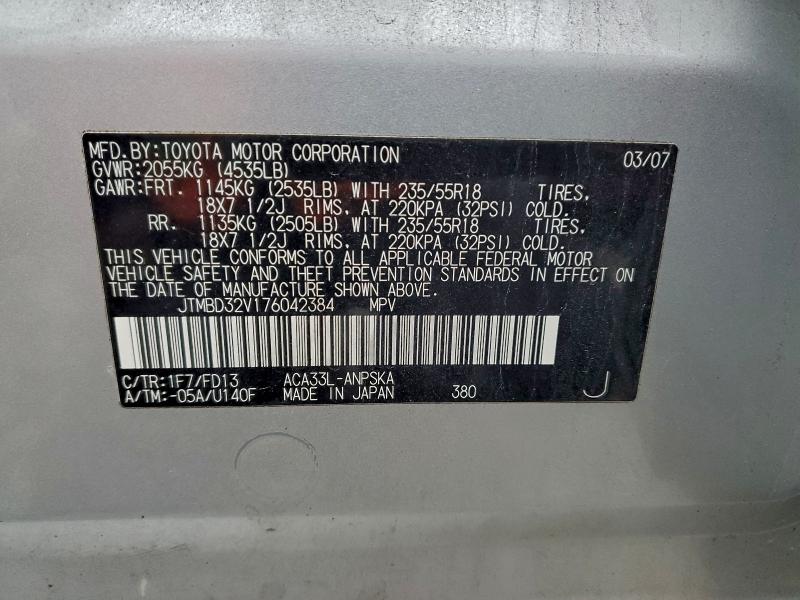 MFD.BY:TOYOTA MOTOR CORPORATION 03/07
GVWR:2055KG (4535LB)
GAWR:FRT. 1145KG (2535LB) WITH 235/55R18 TIRES,
18X7 1/2J RIMS, AT 220KPA (32PSI) COLD.
RR. 1135KG (2505LB) WITH 235/55R18 TIRES,
18X7 1/2J RIMS, AT 220KPA (32PSI) COLD.
THIS VEHICLE CONFORMS TO ALL APPLICABLE FEDERAL MOTOR
VEHICLE SAFETY AND THEFT PREVENTION STANDARDS IN EFFECT ON
THE DATE OF MANUFACTURE SHOWN ABOVE.
JTMBD32V176042384 MPV
C/TR:1F7/FD13 ACA33L-ANPSKA
A/TM:-05A/U140F MADE IN JAPAN 380 J